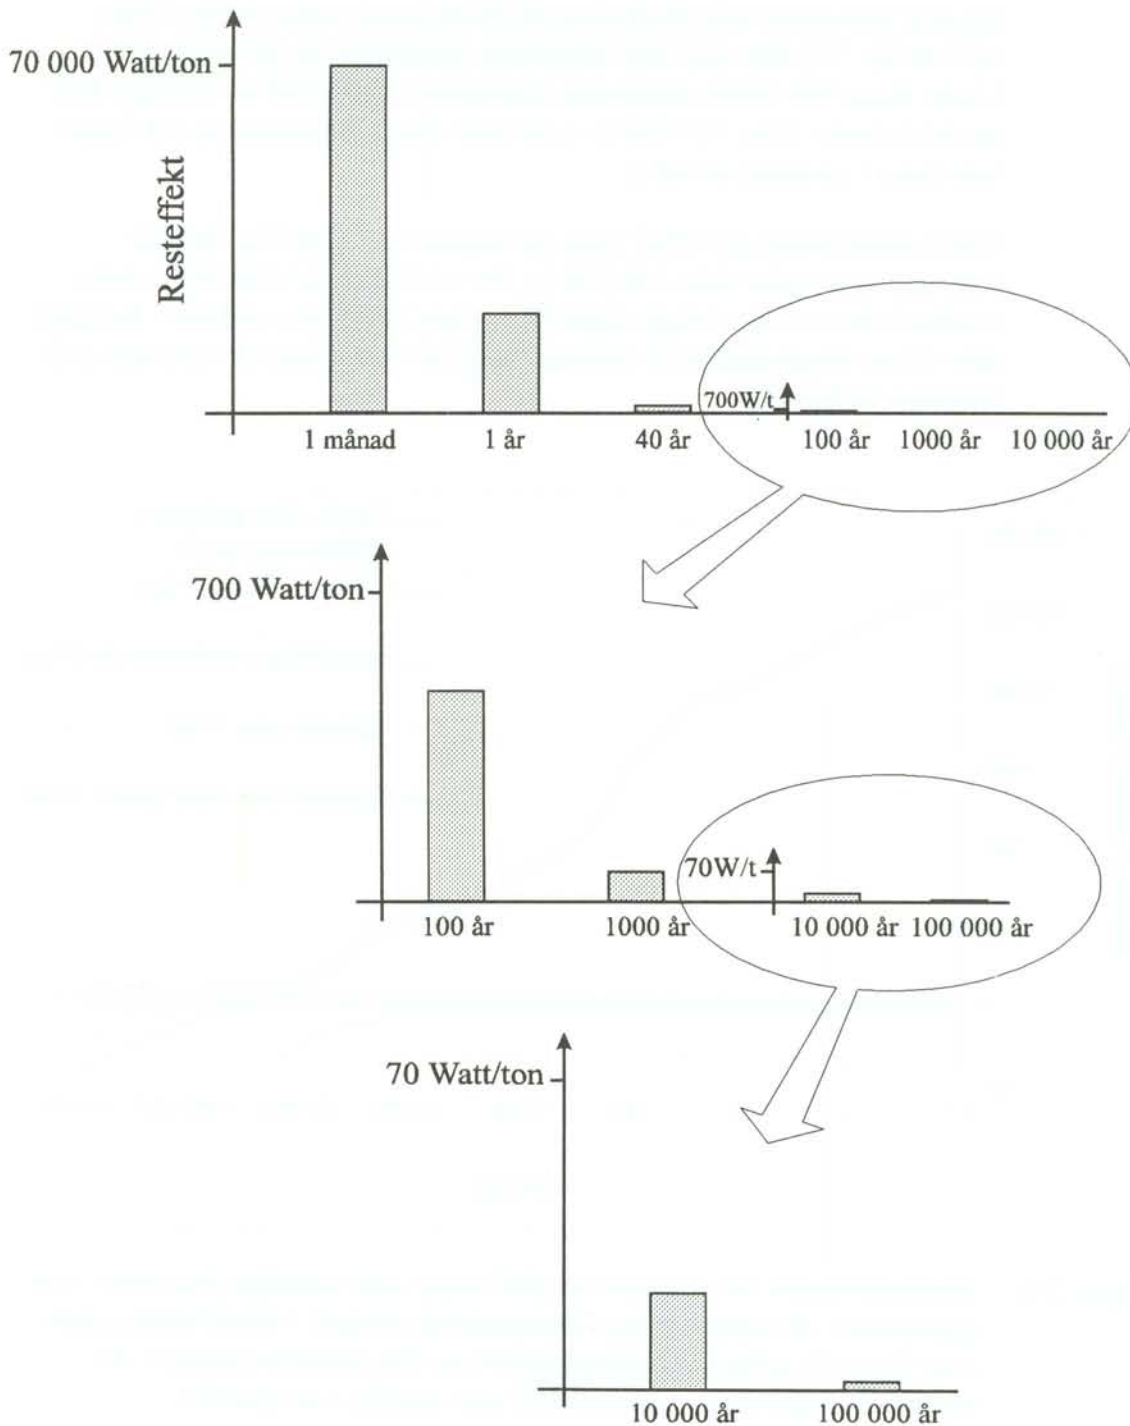 70 000 Watt/ton
Resteffekt
700W/t
1 månad 1 år 40 år 100 år 1000 år 10 000 år
700 Watt/ton
70W/t
100 år 1000 år 10 000 år 100 000 år
70 Watt/ton
10 000 år 100 000 år